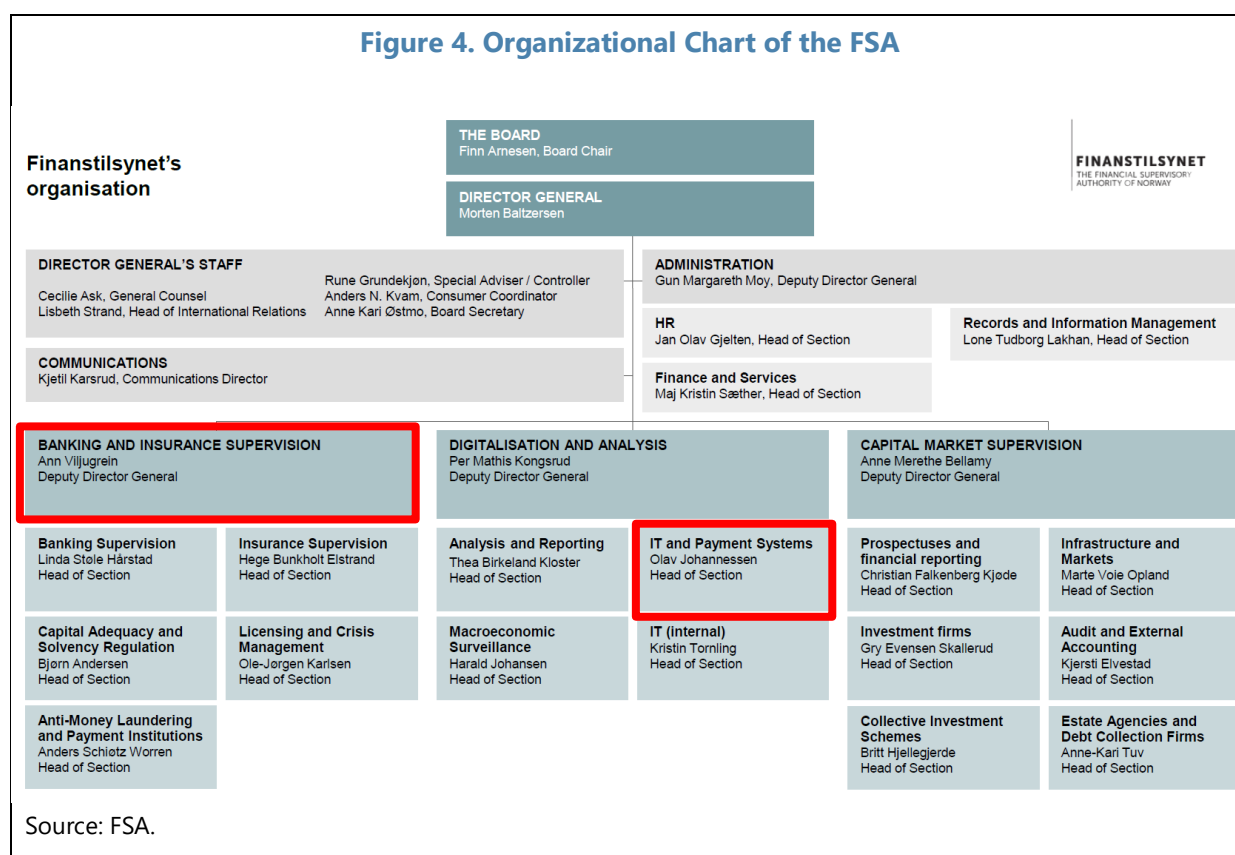 Figure 4. Organizational Chart of the FSA
Finanstilsynet's
organisation
THE BOARD
Finn Arnesen, Board Chair
DIRECTOR GENERAL
Morten Baltzersen
FINANSTILSYNET
THE FINANCIAL SUPERVISORY
AUTHORITY OF NORWAY
DIRECTOR GENERAL'S STAFF
Cecilie Ask, General Counsel
Lisbeth Strand, Head of International Relations
Rune Grundekjøn, Special Adviser / Controller
Anders N. Kvam, Consumer Coordinator
Anne Kari Østmo, Board Secretary
ADMINISTRATION
Gun Margareth Moy, Deputy Director General
HR
Jan Olav Gjelten, Head of Section
Records and Information Management
Lone Tudborg Lakhan, Head of Section
COMMUNICATIONS
Kjetil Karsrud, Communications Director
Finance and Services
Maj Kristin Sæther, Head of Section
BANKING AND INSURANCE SUPERVISION
Ann Viljugrein
Deputy Director General
DIGITALISATION AND ANALYSIS
Per Mathis Kongsrud
Deputy Director General
CAPITAL MARKET SUPERVISION
Anne Merethe Bellamy
Deputy Director General
Banking Supervision
Linda Støle Hårstad
Head of Section
Insurance Supervision
Hege Bunkholt Elstrand
Head of Section
Analysis and Reporting
Thea Birkeland Kloster
Head of Section
IT and Payment Systems
Olav Johannessen
Head of Section
Prospectuses and
financial reporting
Christian Falkenberg Kjøde
Head of Section
Infrastructure and
Markets
Marte Voie Opland
Head of Section
Capital Adequacy and
Solvency Regulation
Bjørn Andersen
Head of Section
Licensing and Crisis
Management
Ole-Jørgen Karlsen
Head of Section
Macroeconomic
Surveillance
Harald Johansen
Head of Section
IT (internal)
Kristin Tornling
Head of Section
Investment firms
Gry Evensen Skallerud
Head of Section
Audit and External
Accounting
Kjersti Elvestad
Head of Section
Anti-Money Laundering
and Payment Institutions
Anders Schiøtz Worren
Head of Section
Collective Investment
Schemes
Britt Hjellegjerde
Head of Section
Estate Agencies and
Debt Collection Firms
Anne-Kari Tuv
Head of Section
Source: FSA.